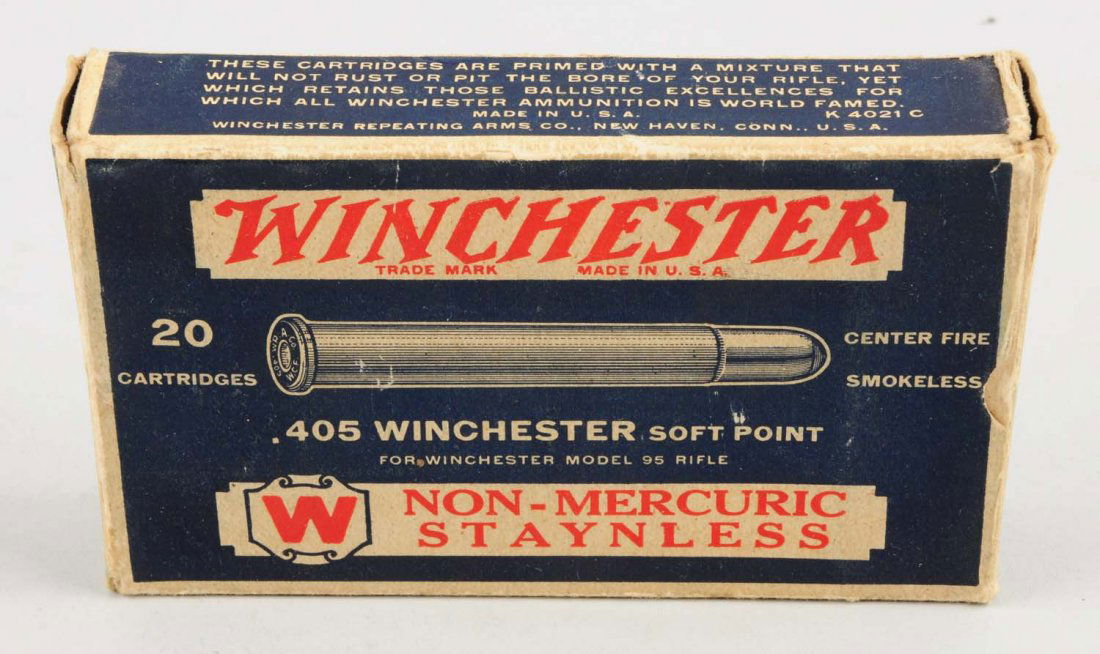 THESE CARTRIDGES ARE PRIMED WITH A MIXTURE THAT
WILL NOT RUST OR PIT THE BORE OF YOUR RIFLE, YET
WHICH RETAINS THOSE BALLISTIC EXCELLENCES FOR
WHICH ALL WINCHESTER AMMUNITION IS WORLD FAMED.
MADE IN U.S.A. K 4021 C
WINCHESTER REPEATING ARMS CO., NEW HAVEN, CONN., U.S.A.
WINCHESTER
TRADE MARK MADE IN U.S.A.
20
CARTRIDGES
W.R.A. Co.
.405
W.C.F.
CENTER FIRE
SMOKELESS
.405 WINCHESTER SOFT POINT
FOR WINCHESTER MODEL 95 RIFLE
W
NON-MERCURIC
STAYNLESS